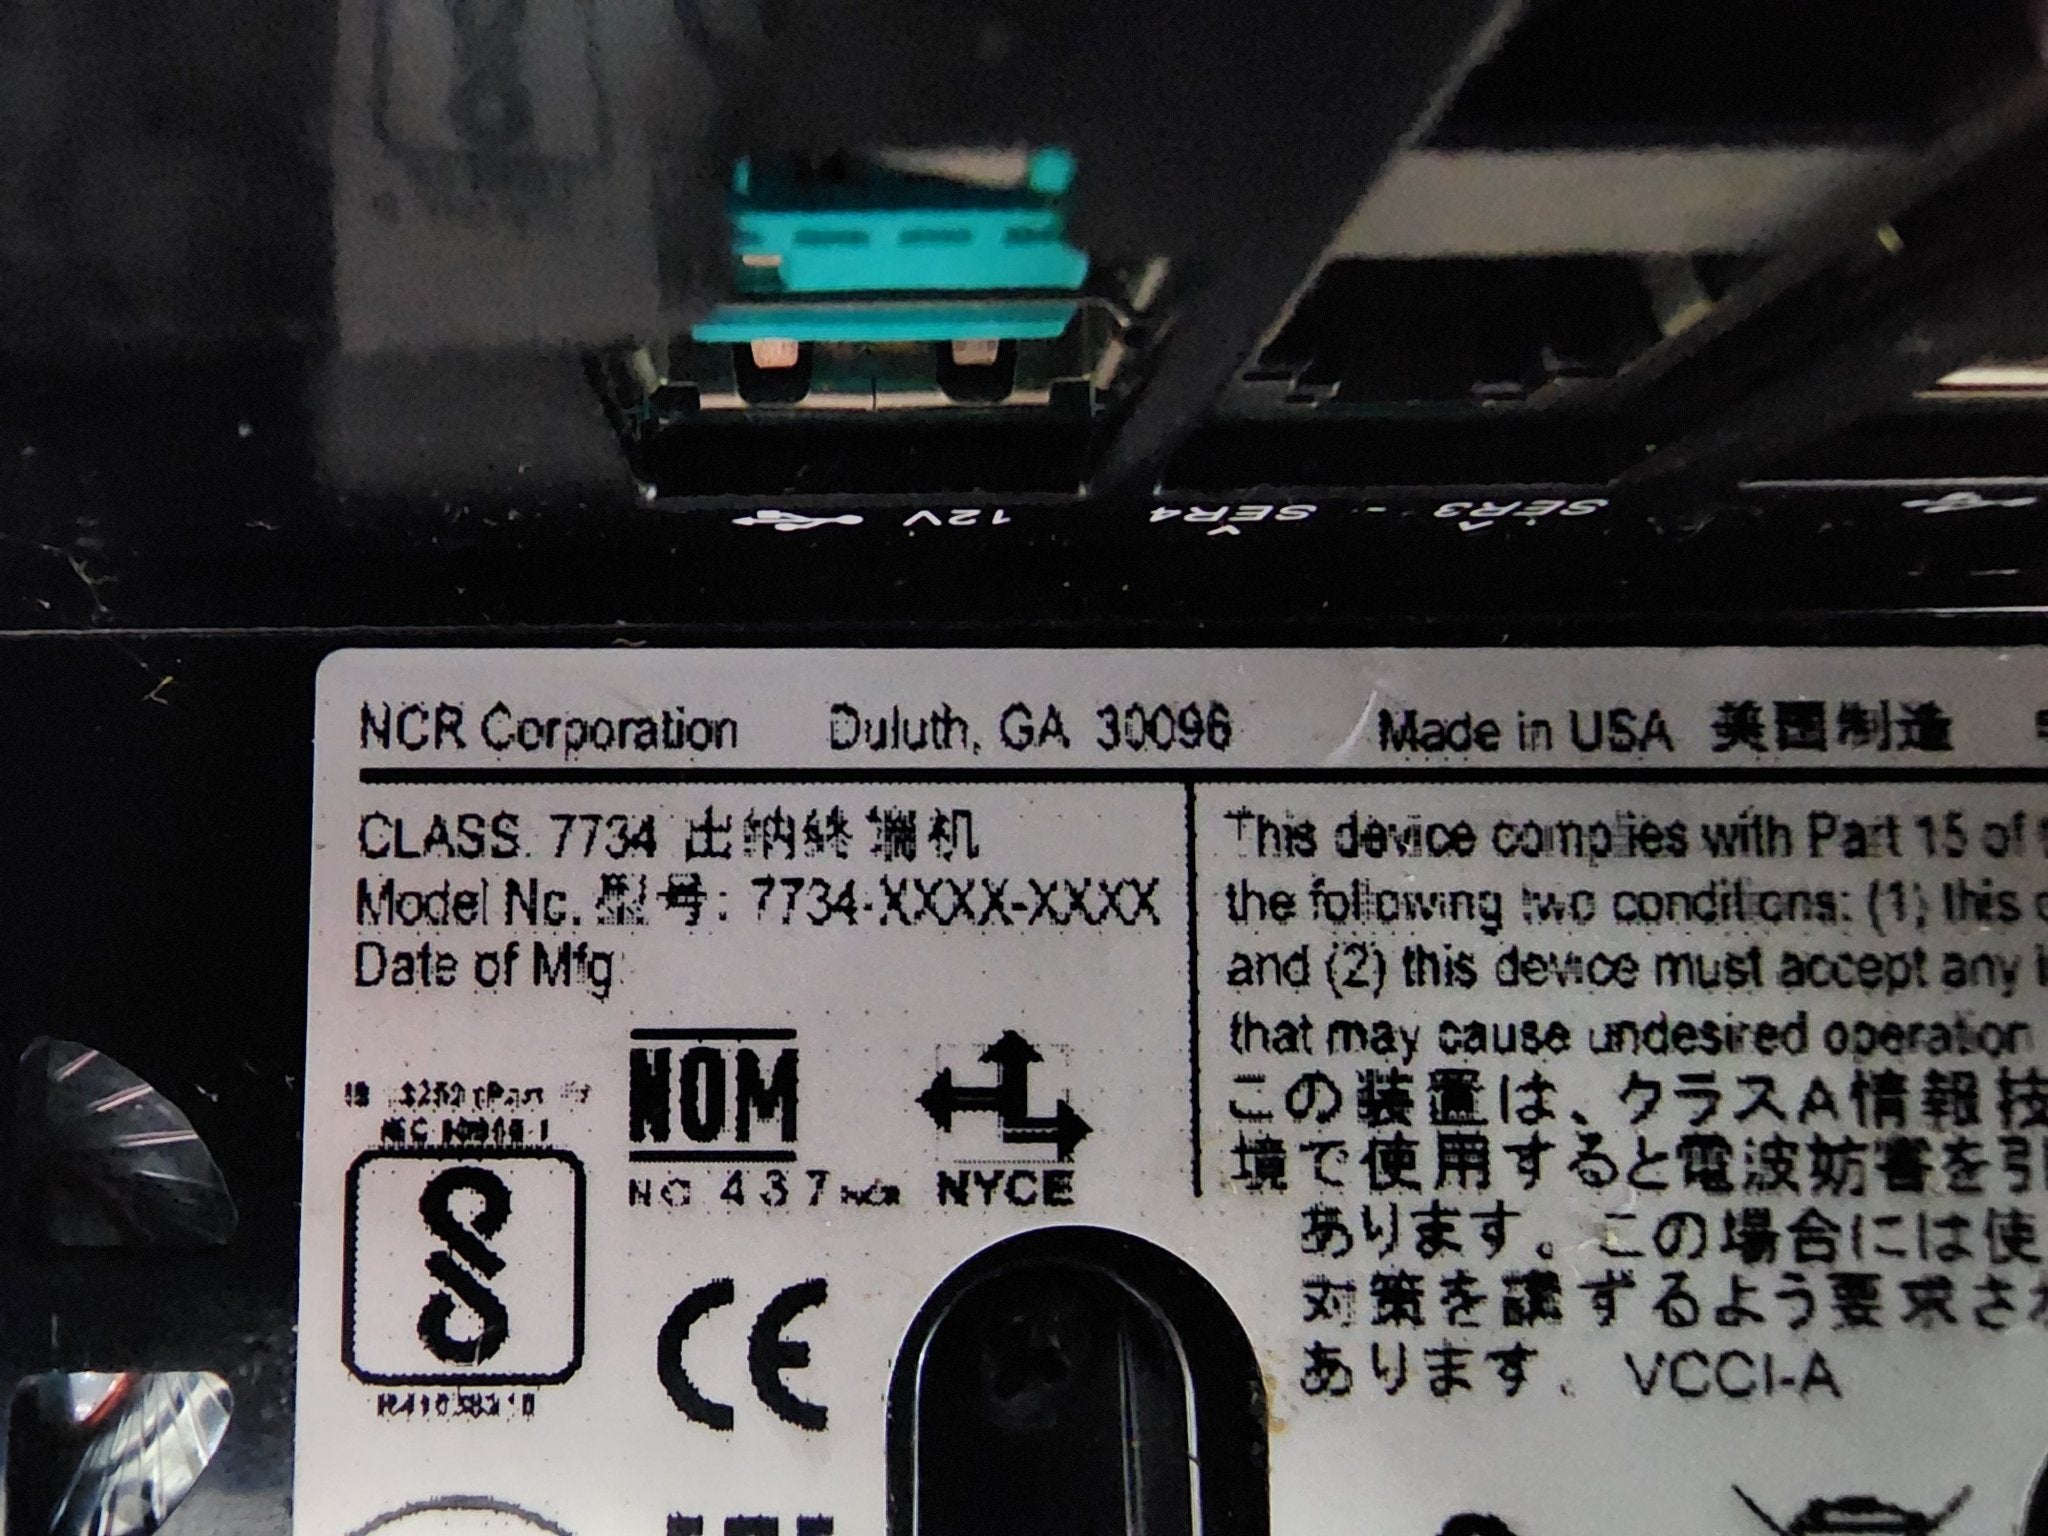 12V
SER4 - SER3
NCR Corporation Duluth, GA 30096 Made in USA 美国制造
CLASS. 7734 出纳终端机
Model No. 型号: 7734-XXXX-XXXX
Date of Mfg
NOM
437
NYCE
CE
This device complies with Part 15 of
the following two conditions: (1) this
and (2) this device must accept any
that may cause undesired operation
この装置は、クラスA情報技
境で使用すると電波妨害を引
あります。この場合には使
対策を講ずるよう要求さ
あります。 VCCI-A